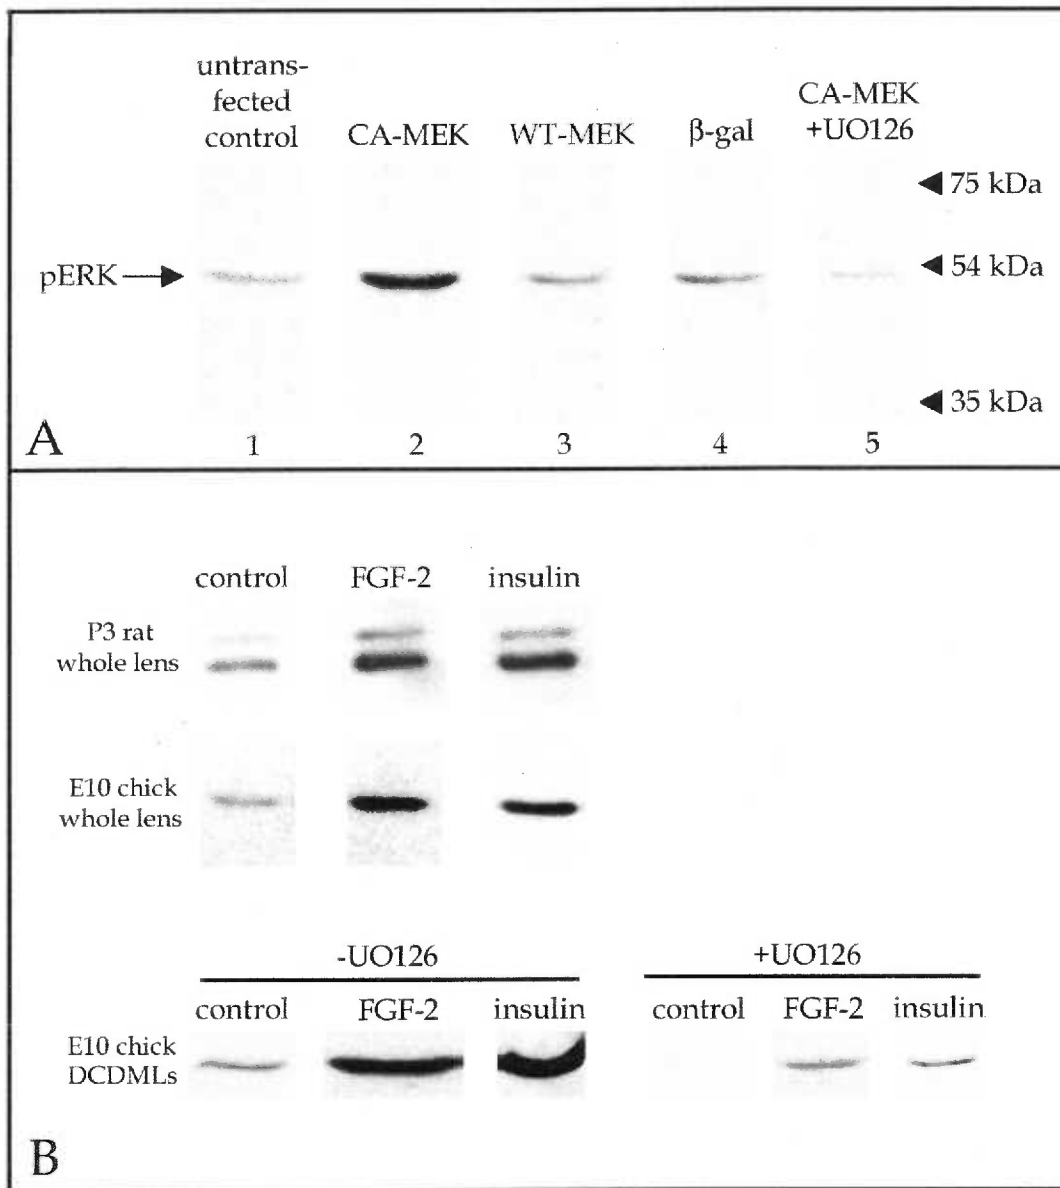 untrans-
fected
control
CA-MEK
WT-MEK
β-gal
CA-MEK
+UO126
75 kDa
pERK
54 kDa
35 kDa
A
1 2 3 4 5
control FGF-2 insulin
P3 rat
whole lens
E10 chick
whole lens
-UO126 +UO126
control FGF-2 insulin control FGF-2 insulin
E10 chick
DCDMLs
B